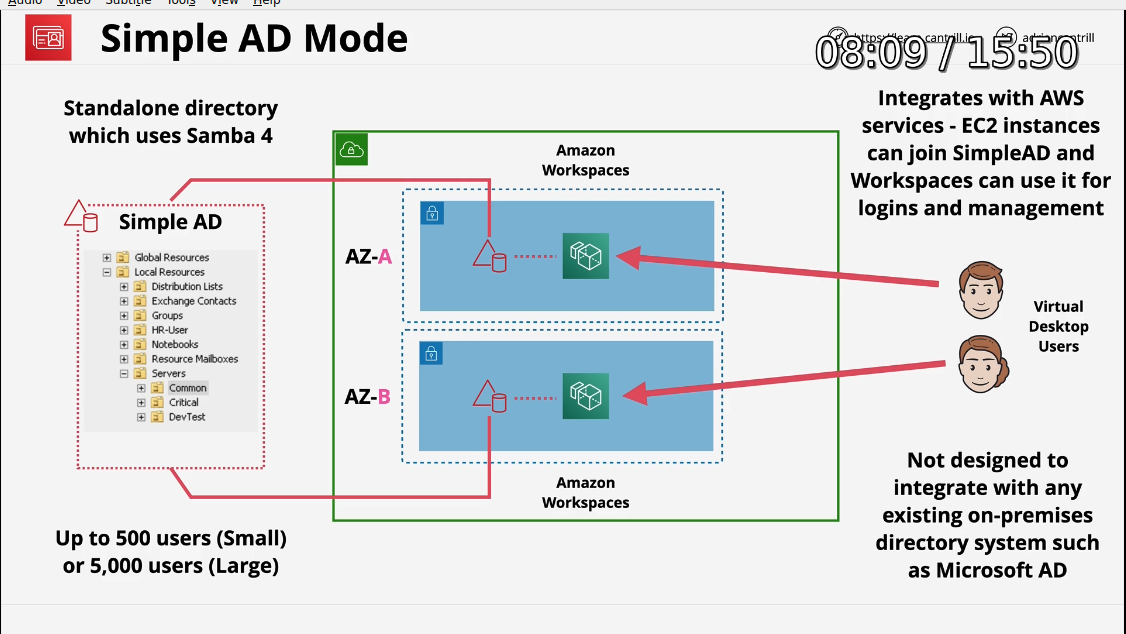 Audio Video Subtitle Tools View Help
Simple AD Mode
https://learn.cantrill.io
adriancantrill
08:09 / 15:50
Standalone directory
which uses Samba 4
Integrates with AWS
services - EC2 instances
can join SimpleAD and
Workspaces can use it for
logins and management
Amazon
Workspaces
Simple AD
Global Resources
Local Resources
Distribution Lists
Exchange Contacts
Groups
HR-User
Notebooks
Resource Mailboxes
Servers
Common
Critical
DevTest
AZ-A
AZ-B
Virtual
Desktop
Users
Amazon
Workspaces
Up to 500 users (Small)
or 5,000 users (Large)
Not designed to
integrate with any
existing on-premises
directory system such
as Microsoft AD